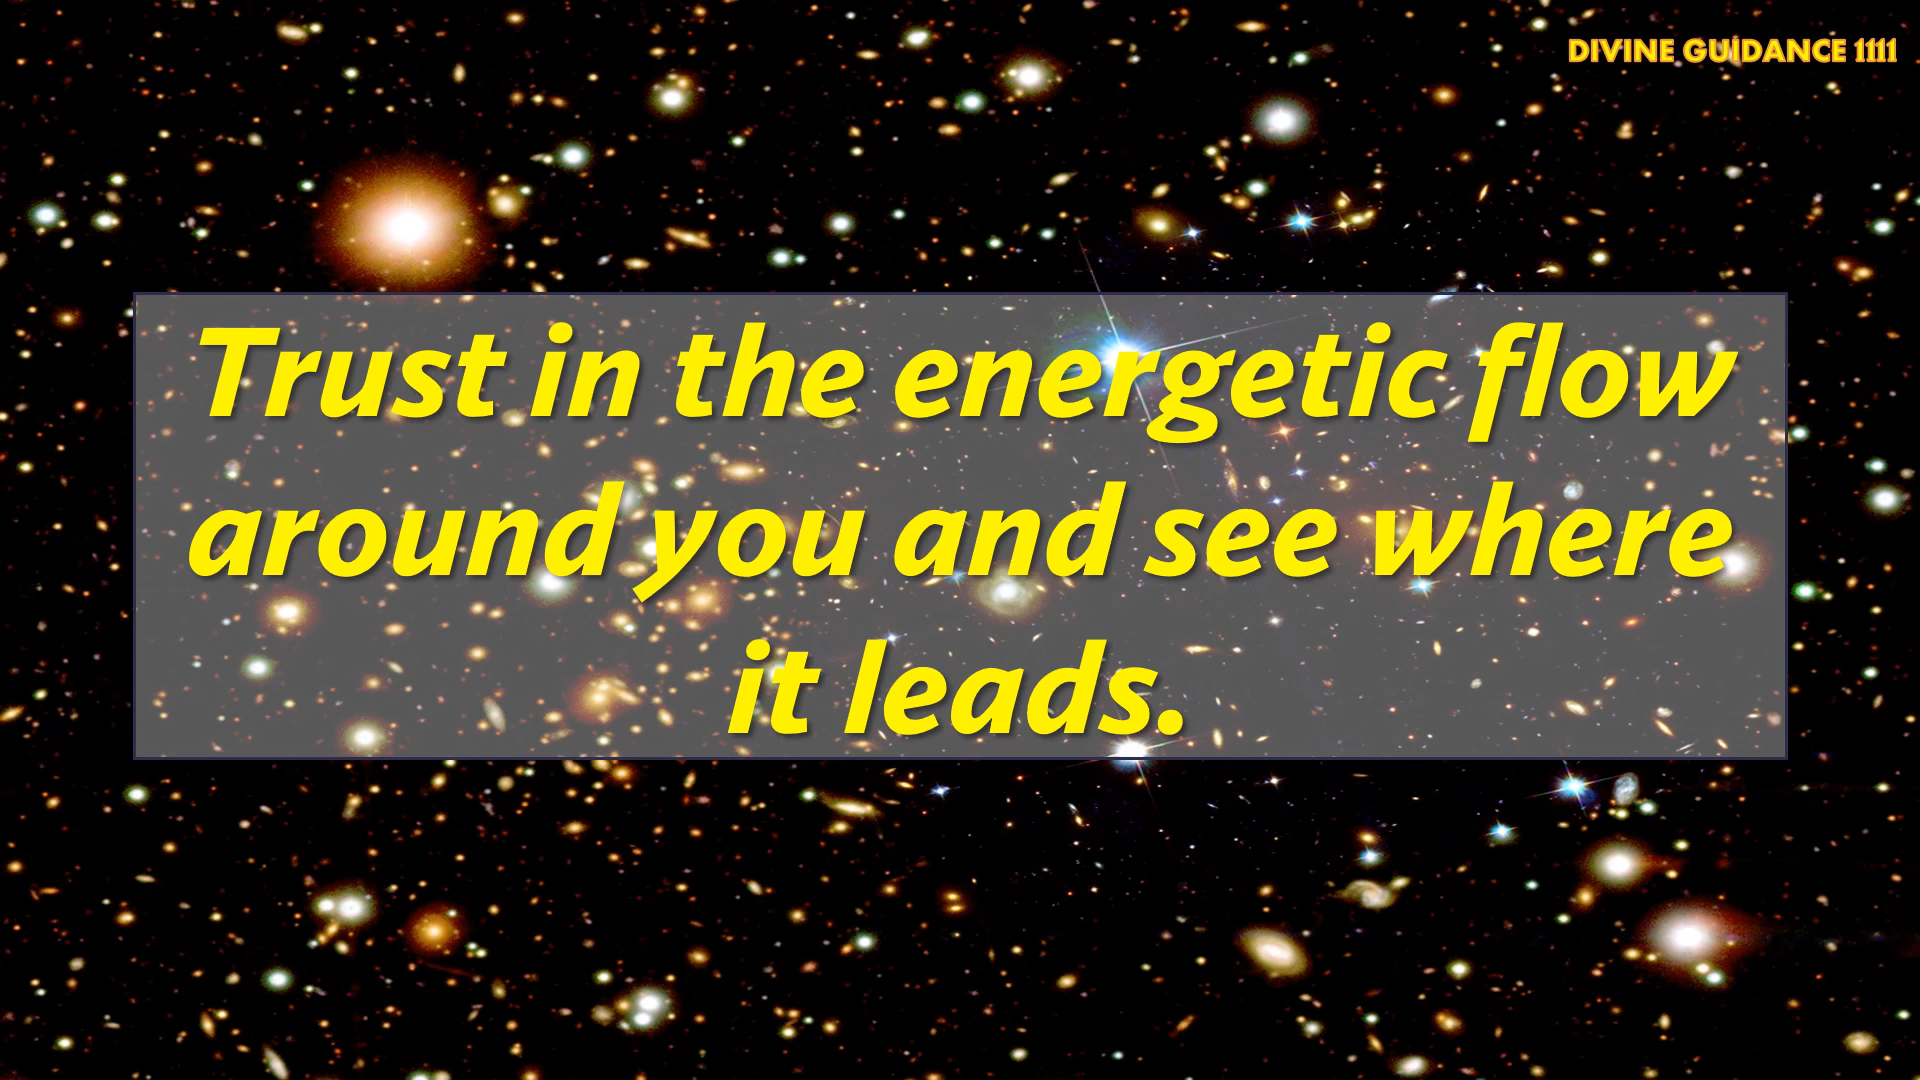 DIVINE GUIDANCE 1111
Trust in the energetic flow
around you and see where
it leads.